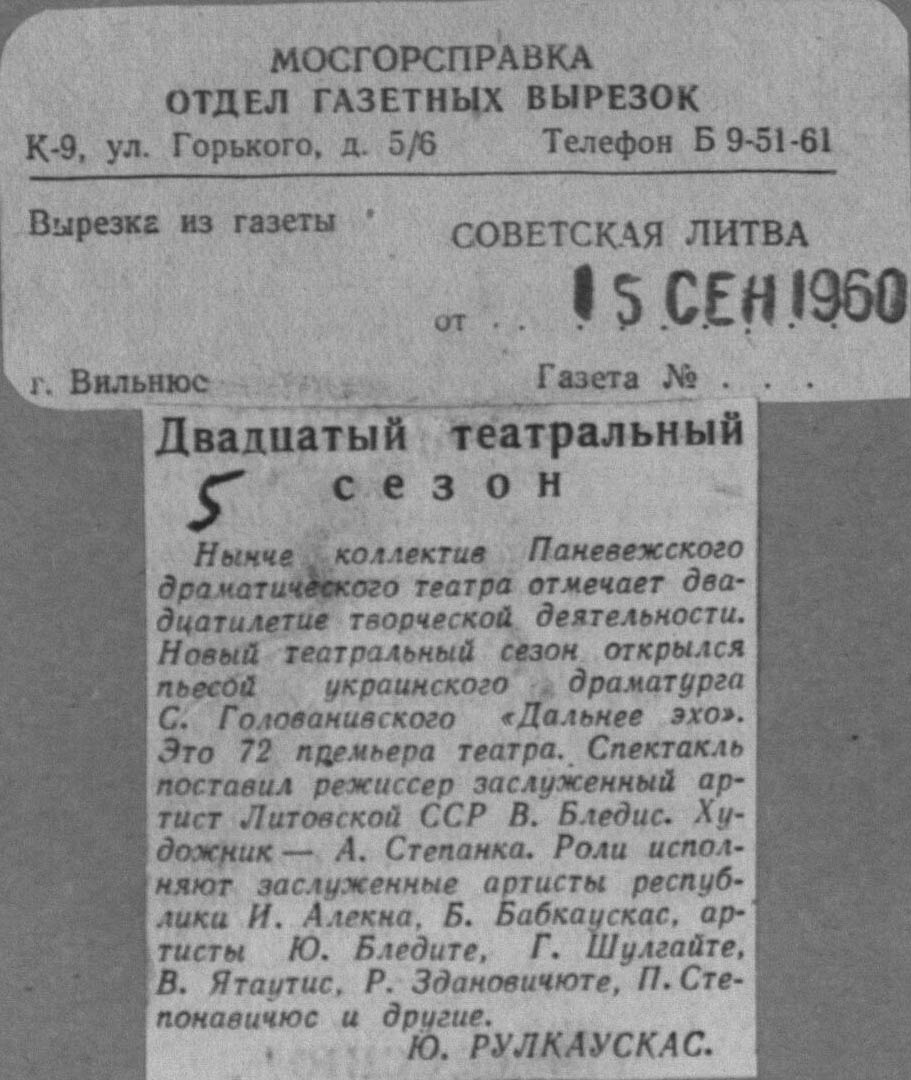 МОСГОРСПРАВКА
ОТДЕЛ ГАЗЕТНЫХ ВЫРЕЗОК
К-9, ул. Горького, д. 5/6 Телефон Б 9-51-61
Вырезка из газеты
СОВЕТСКАЯ ЛИТВА
от . . 15 СЕН 1960
г. Вильнюс Газета № . . .
Двадцатый театральный
сезон
5
Нынче коллектив Паневежского
драматического театра отмечает два-
дцатилетие творческой деятельности.
Новый театральный сезон открылся
пьесой украинского драматурга
С. Голованивского «Дальнее эхо».
Это 72 премьера театра. Спектакль
поставил режиссер заслуженный ар-
тист Литовской ССР В. Бледис. Ху-
дожник — А. Степанка. Роли испол-
няют заслуженные артисты респуб-
лики И. Алекна, Б. Бабкаускас, ар-
тисты Ю. Бледите, Г. Шулгайте,
В. Ятаутис, Р. Здановичюте, П. Сте-
понавичюс и другие.
Ю. РУЛКАУСКАС.